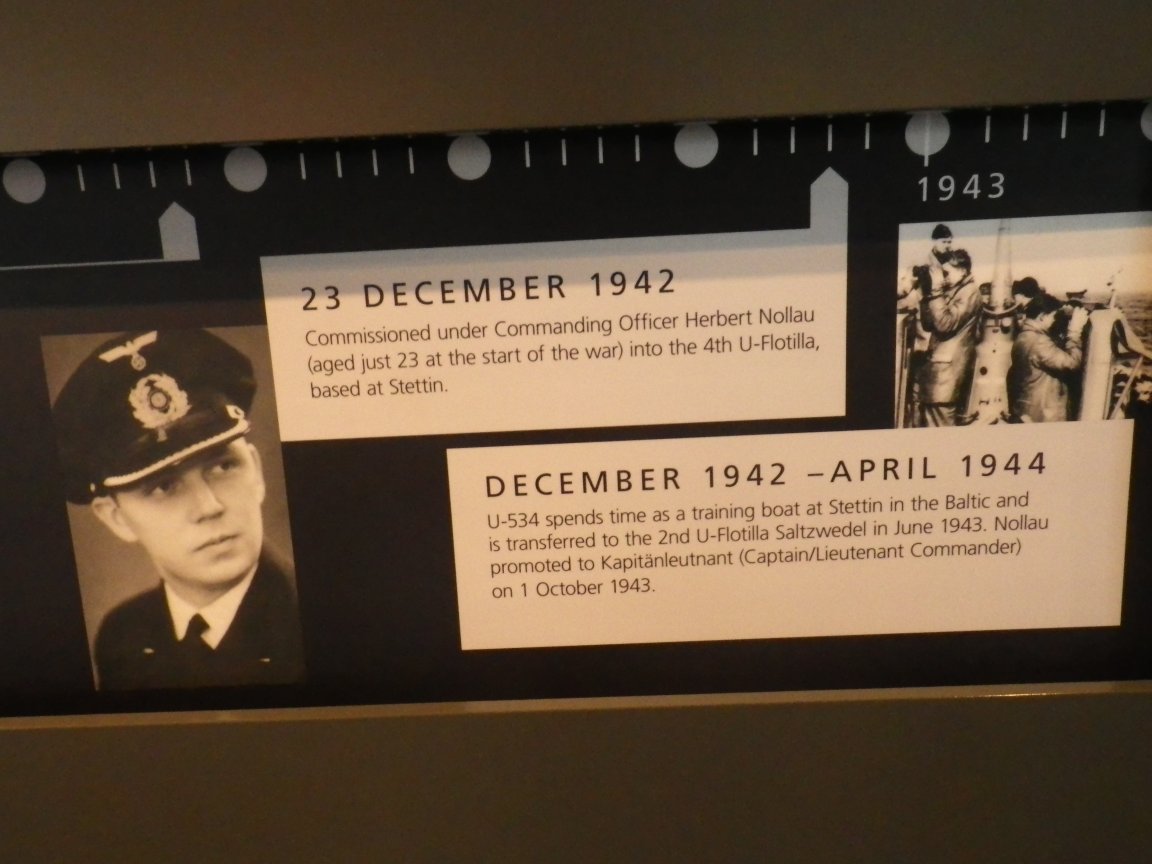 1943
23 DECEMBER 1942
Commissioned under Commanding Officer Herbert Nollau
(aged just 23 at the start of the war) into the 4th U-Flotilla,
based at Stettin.
DECEMBER 1942 –APRIL 1944
U-534 spends time as a training boat at Stettin in the Baltic and
is transferred to the 2nd U-Flotilla Saltzwedel in June 1943. Nollau
promoted to Kapitänleutnant (Captain/Lieutenant Commander)
on 1 October 1943.